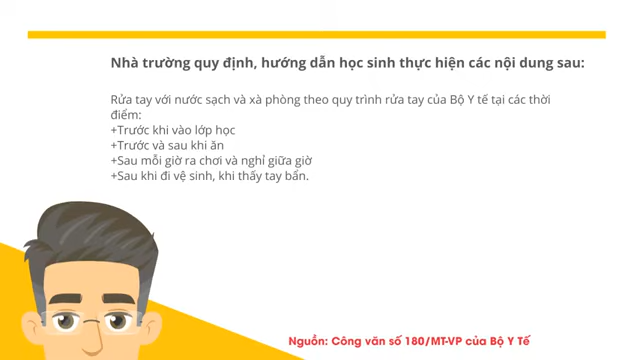 Nhà trường quy định, hướng dẫn học sinh thực hiện các nội dung sau:
Rửa tay với nước sạch và xà phòng theo quy trình rửa tay của Bộ Y tế tại các thời
điểm:
+Trước khi vào lớp học
+Trước và sau khi ăn
+Sau mỗi giờ ra chơi và nghỉ giữa giờ
+Sau khi đi vệ sinh, khi thấy tay bẩn.
Nguồn: Công văn số 180/MT-VP của Bộ Y Tế